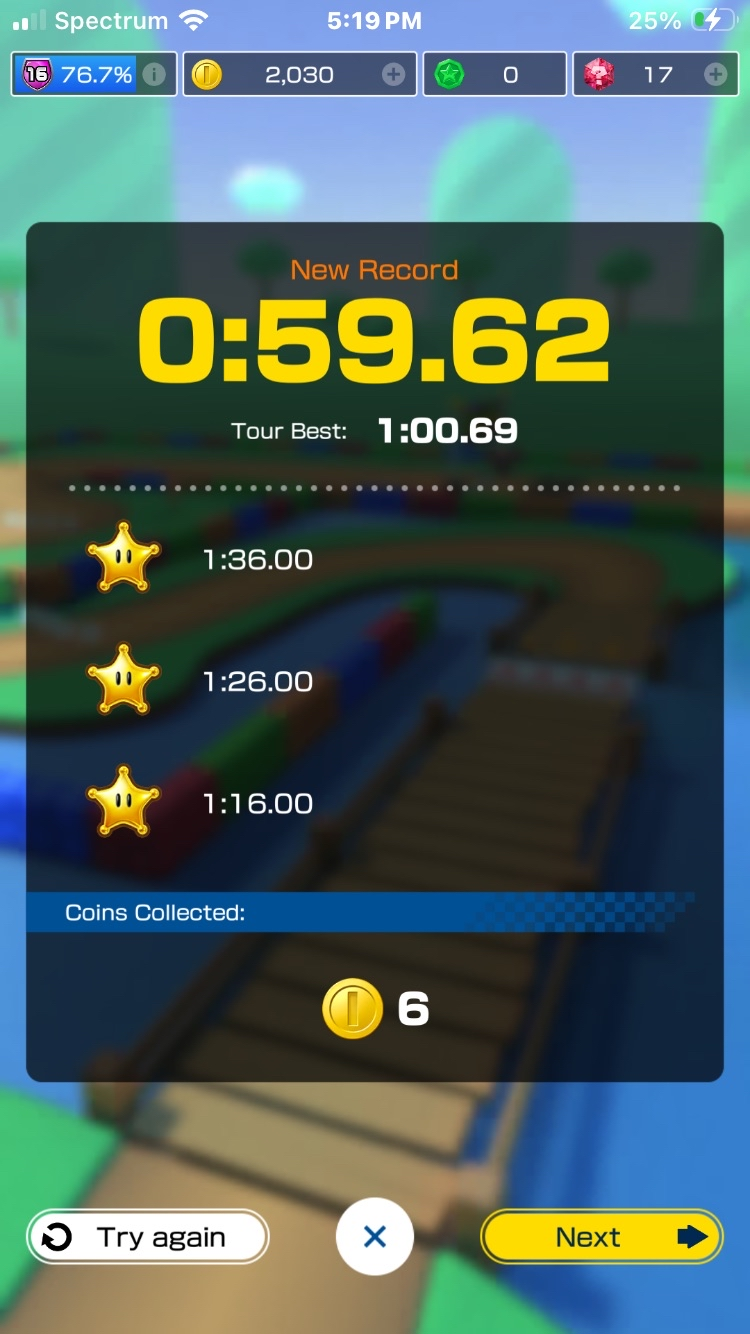 Spectrum 5:19 PM 25%
16 76.7% i 2,030 + 0 ? 17 +
New Record
0:59.62
Tour Best: 1:00.69
1:36.00
1:26.00
1:16.00
Coins Collected:
6
Try again × Next